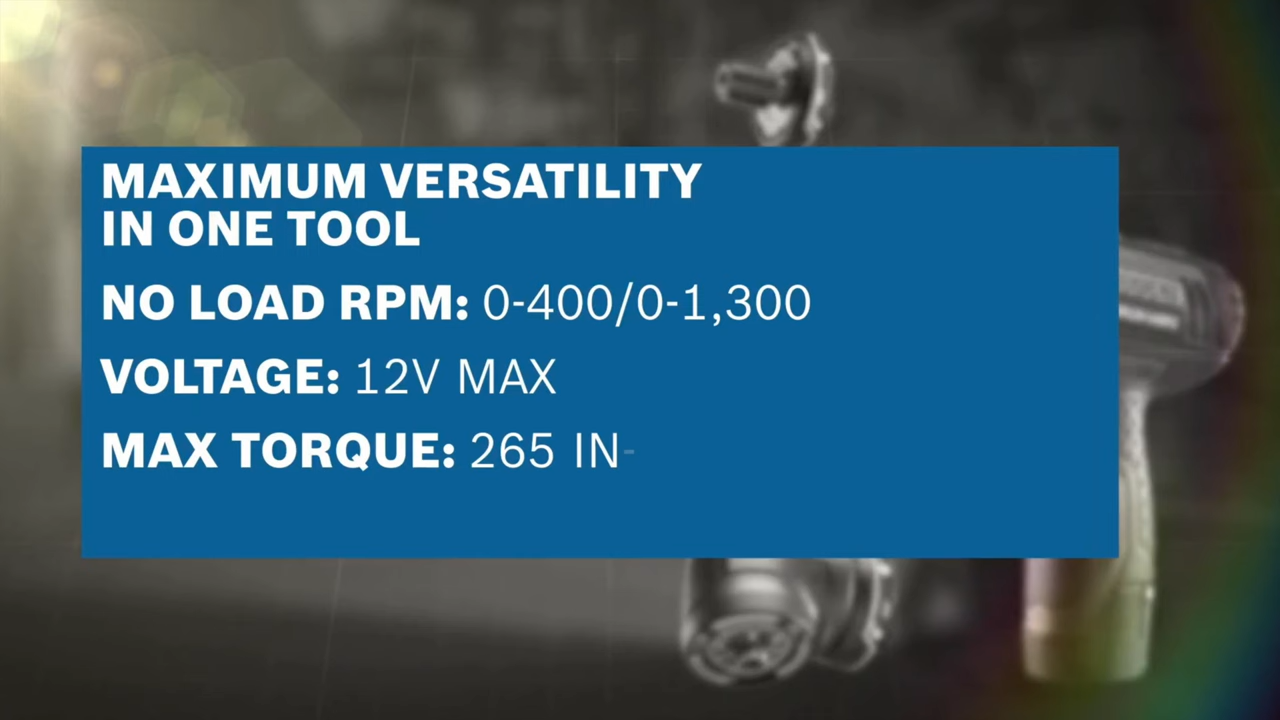 MAXIMUM VERSATILITY
IN ONE TOOL
NO LOAD RPM: 0-400/0-1,300
VOLTAGE: 12V MAX
MAX TORQUE: 265 IN-